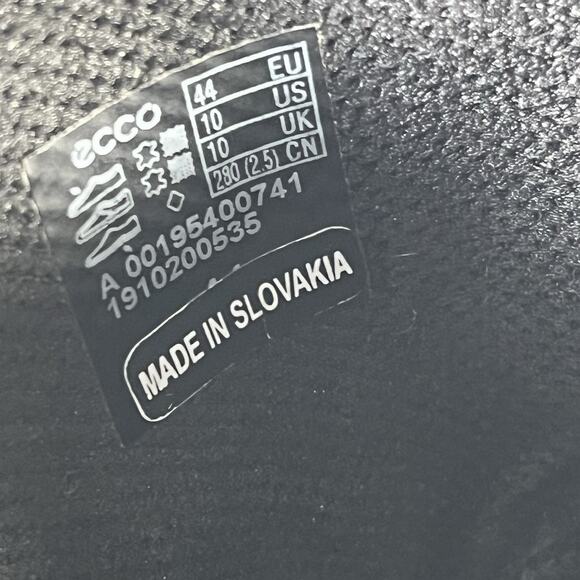 ecco
44 EU
10 US
10 UK
280 (2.5) CN
A 00195400741
1910200535
MADE IN SLOVAKIA